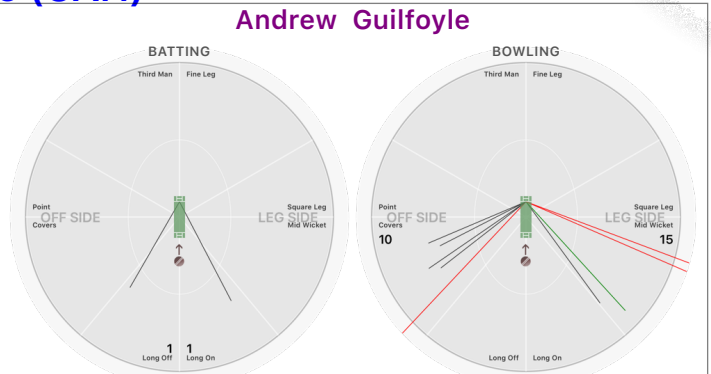 Andrew Guilfoyle
BATTING
Third Man Fine Leg
Point
OFF SIDE
Covers
Square Leg
LEG SIDE
Mid Wicket
1 1
Long Off Long On
BOWLING
Third Man Fine Leg
Point
OFF SIDE
Covers
10
Square Leg
LEG SIDE
Mid Wicket
15
Long Off Long On